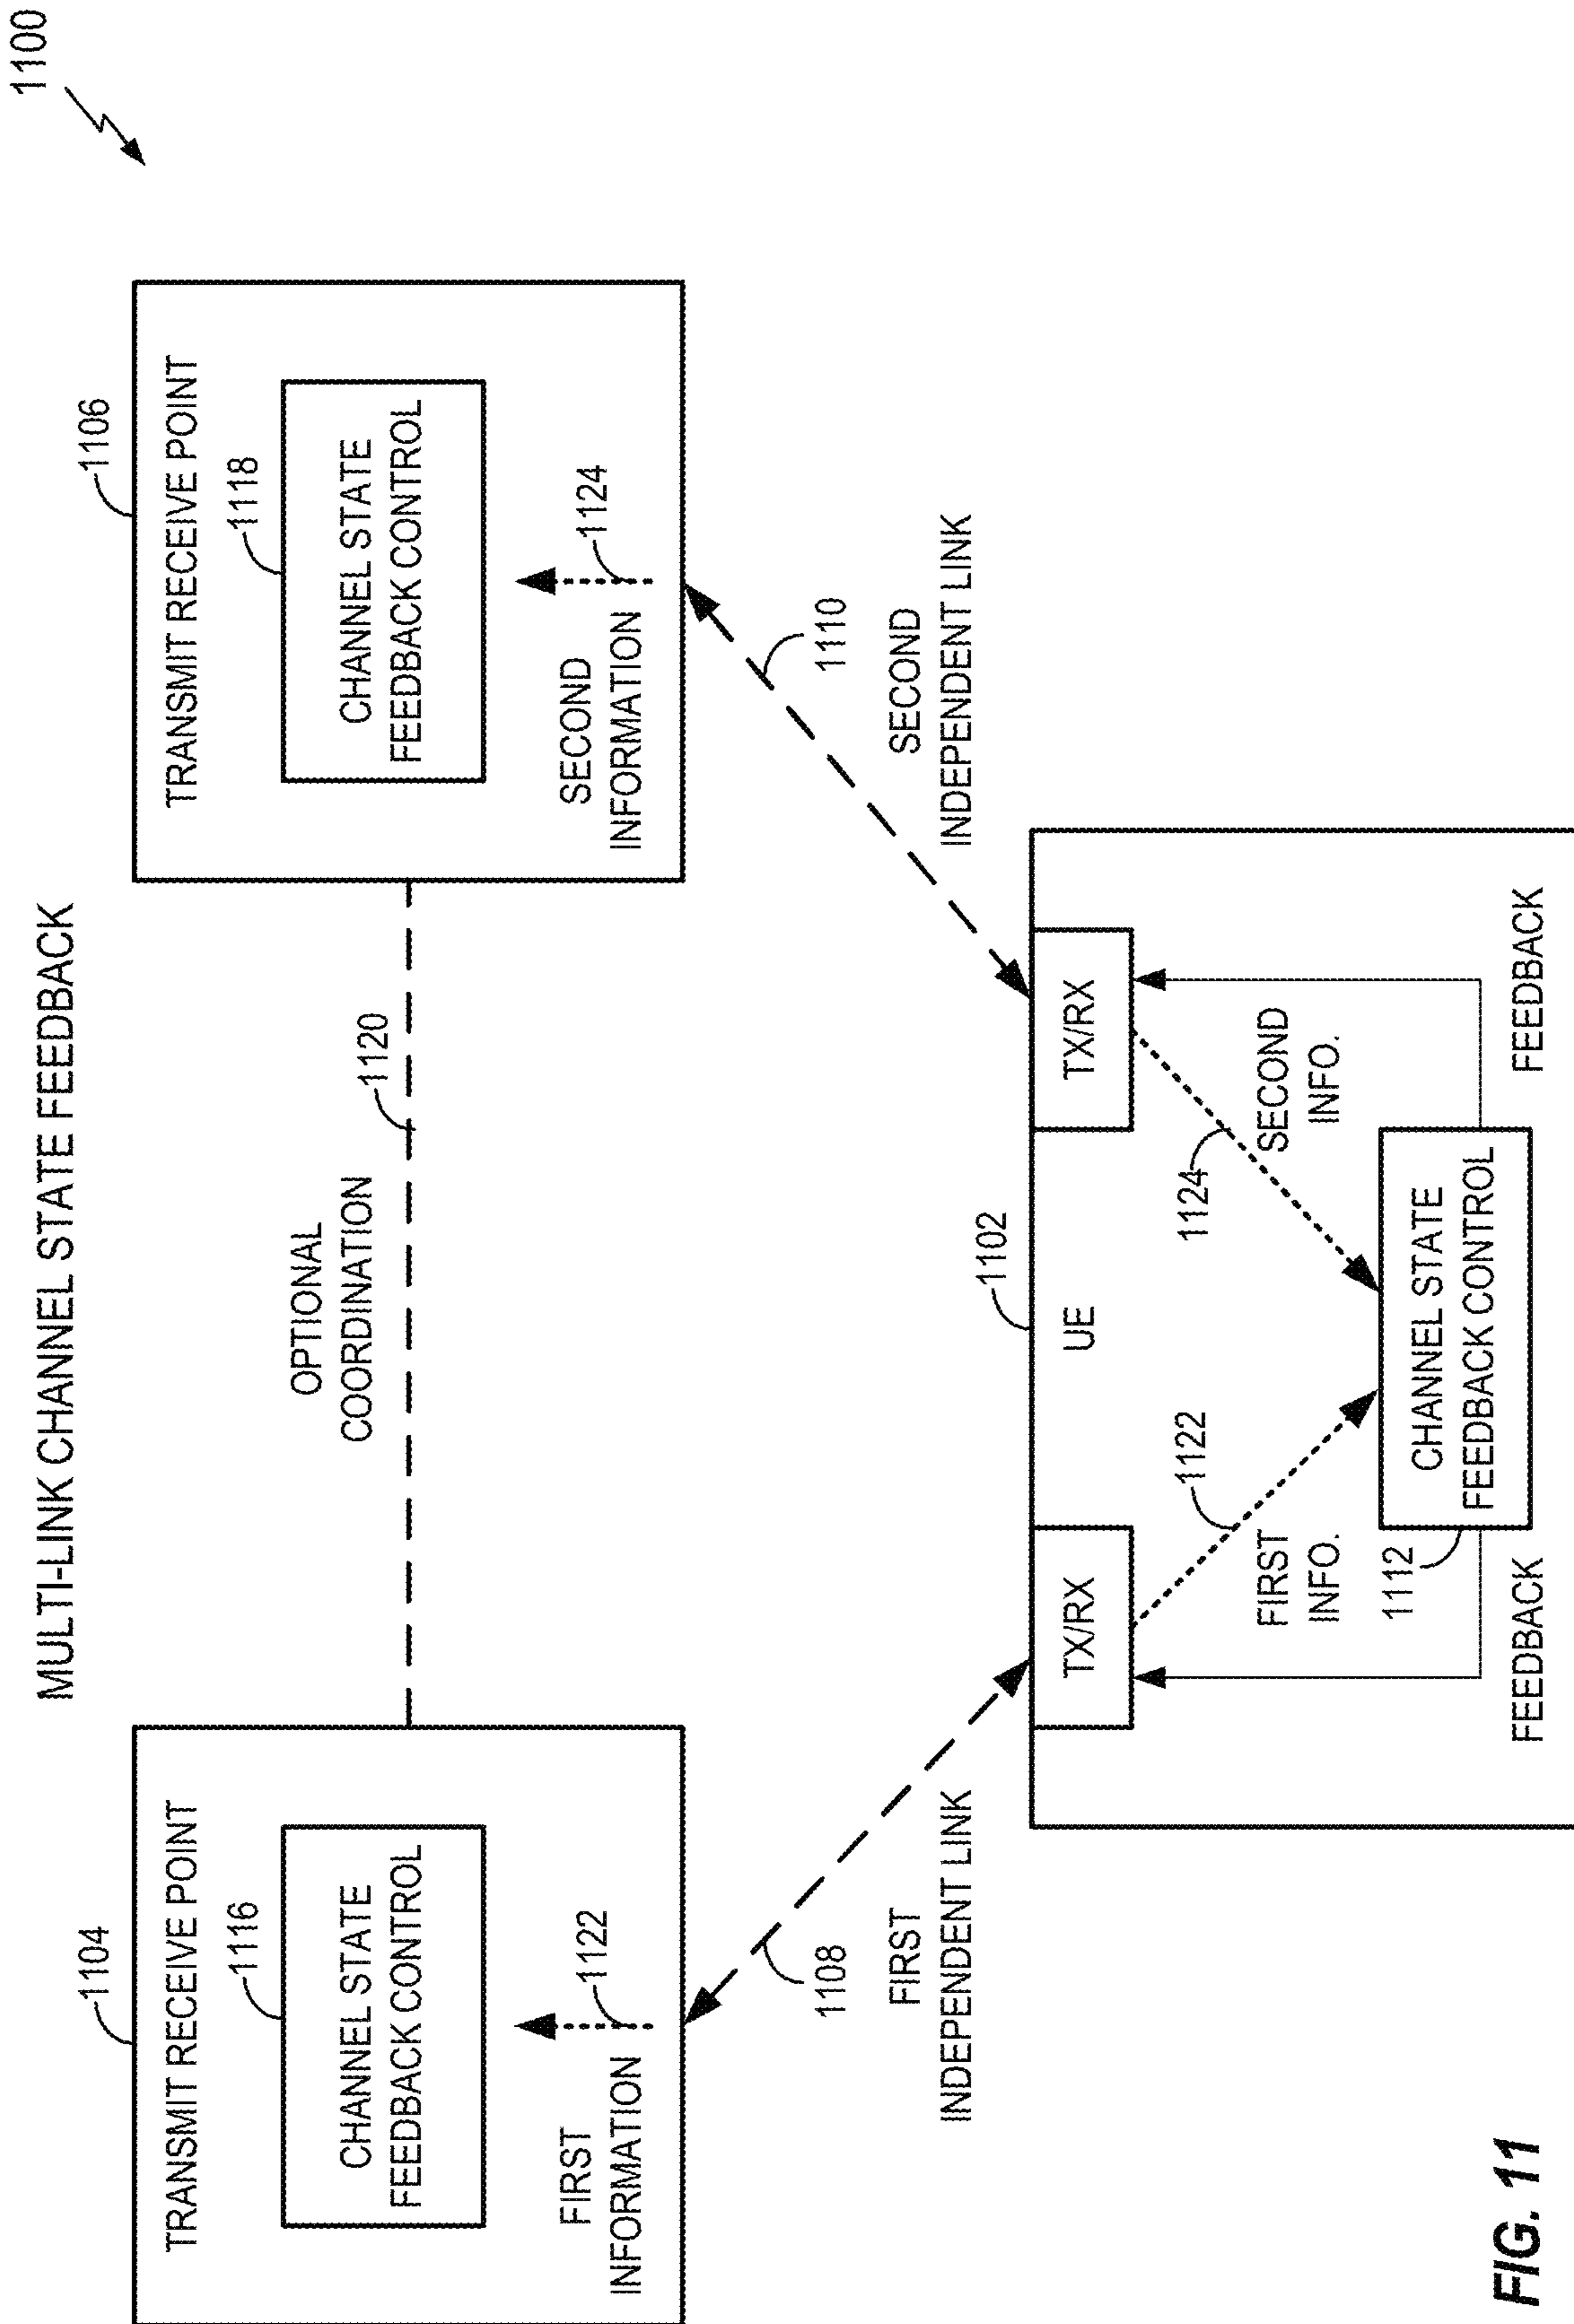 MULTI-LINK CHANNEL STATE FEEDBACK
1100
1104
TRANSMIT RECEIVE POINT
1116
CHANNEL STATE
FEEDBACK CONTROL
FIRST
INFORMATION
1122
OPTIONAL
COORDINATION
1120
1106
TRANSMIT RECEIVE POINT
1118
CHANNEL STATE
FEEDBACK CONTROL
SECOND
INFORMATION
1124
1108
FIRST
INDEPENDENT LINK
1110
SECOND
INDEPENDENT LINK
1102
UE
TX/RX
TX/RX
FIRST
INFO.
1122
1124
SECOND
INFO.
1112
CHANNEL STATE
FEEDBACK CONTROL
FEEDBACK
FEEDBACK
FIG. 11